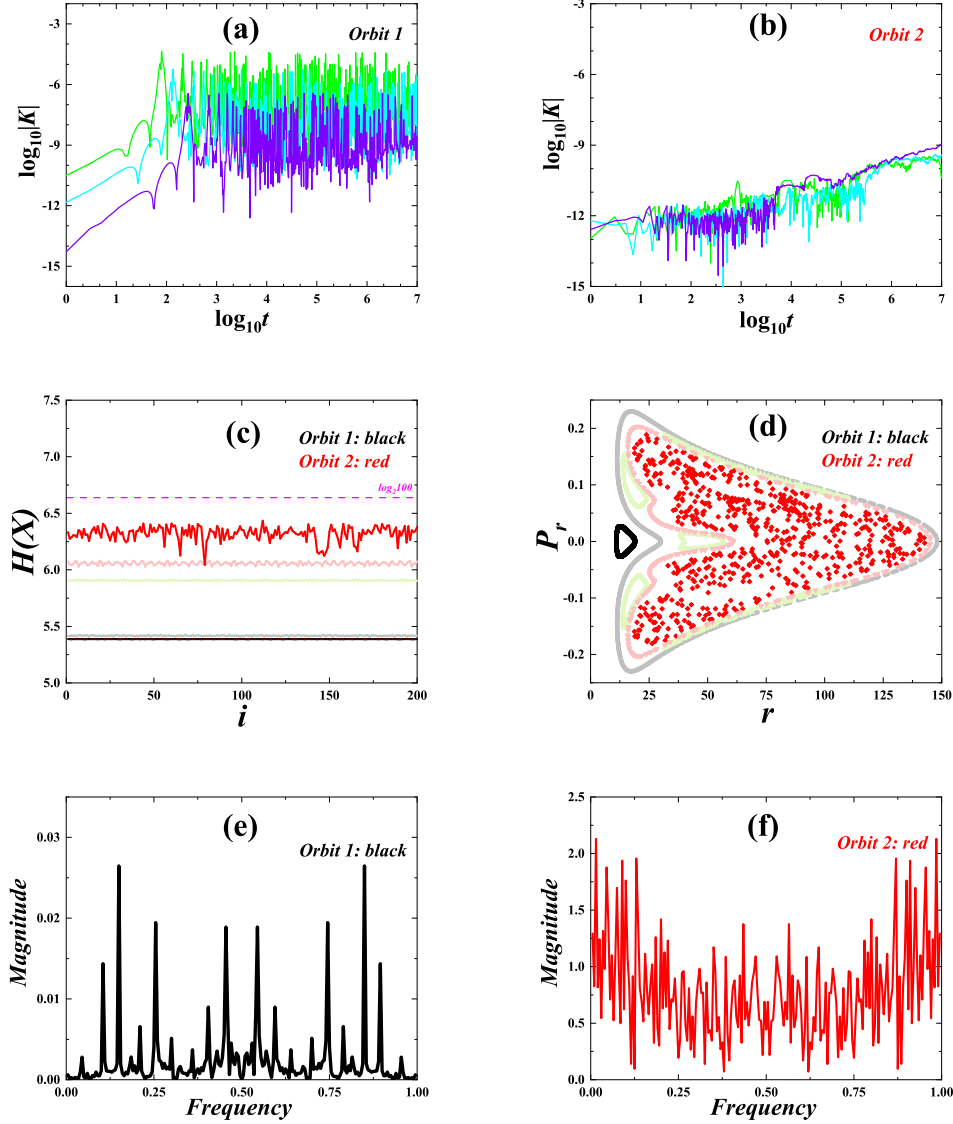 (a)
Orbit 1
log₁₀|K|
-3
-6
-9
-12
-15
0 1 2 3 4 5 6 7
log₁₀t
(b)
Orbit 2
log₁₀|K|
-3
-6
-9
-12
-15
0 1 2 3 4 5 6 7
log₁₀t
(c)
Orbit 1: black
Orbit 2: red
log₂100
H(X)
7.5
7.0
6.5
6.0
5.5
5.0
0 50 100 150 200
i
(d)
Orbit 1: black
Orbit 2: red
Pᵣ
0.2
0.1
0.0
-0.1
-0.2
0 25 50 75 100 125 150
r
(e)
Orbit 1: black
Magnitude
0.03
0.02
0.01
0.00
0.00 0.25 0.50 0.75 1.00
Frequency
(f)
Orbit 2: red
Magnitude
2.5
2.0
1.5
1.0
0.5
0.0
0.00 0.25 0.50 0.75 1.00
Frequency